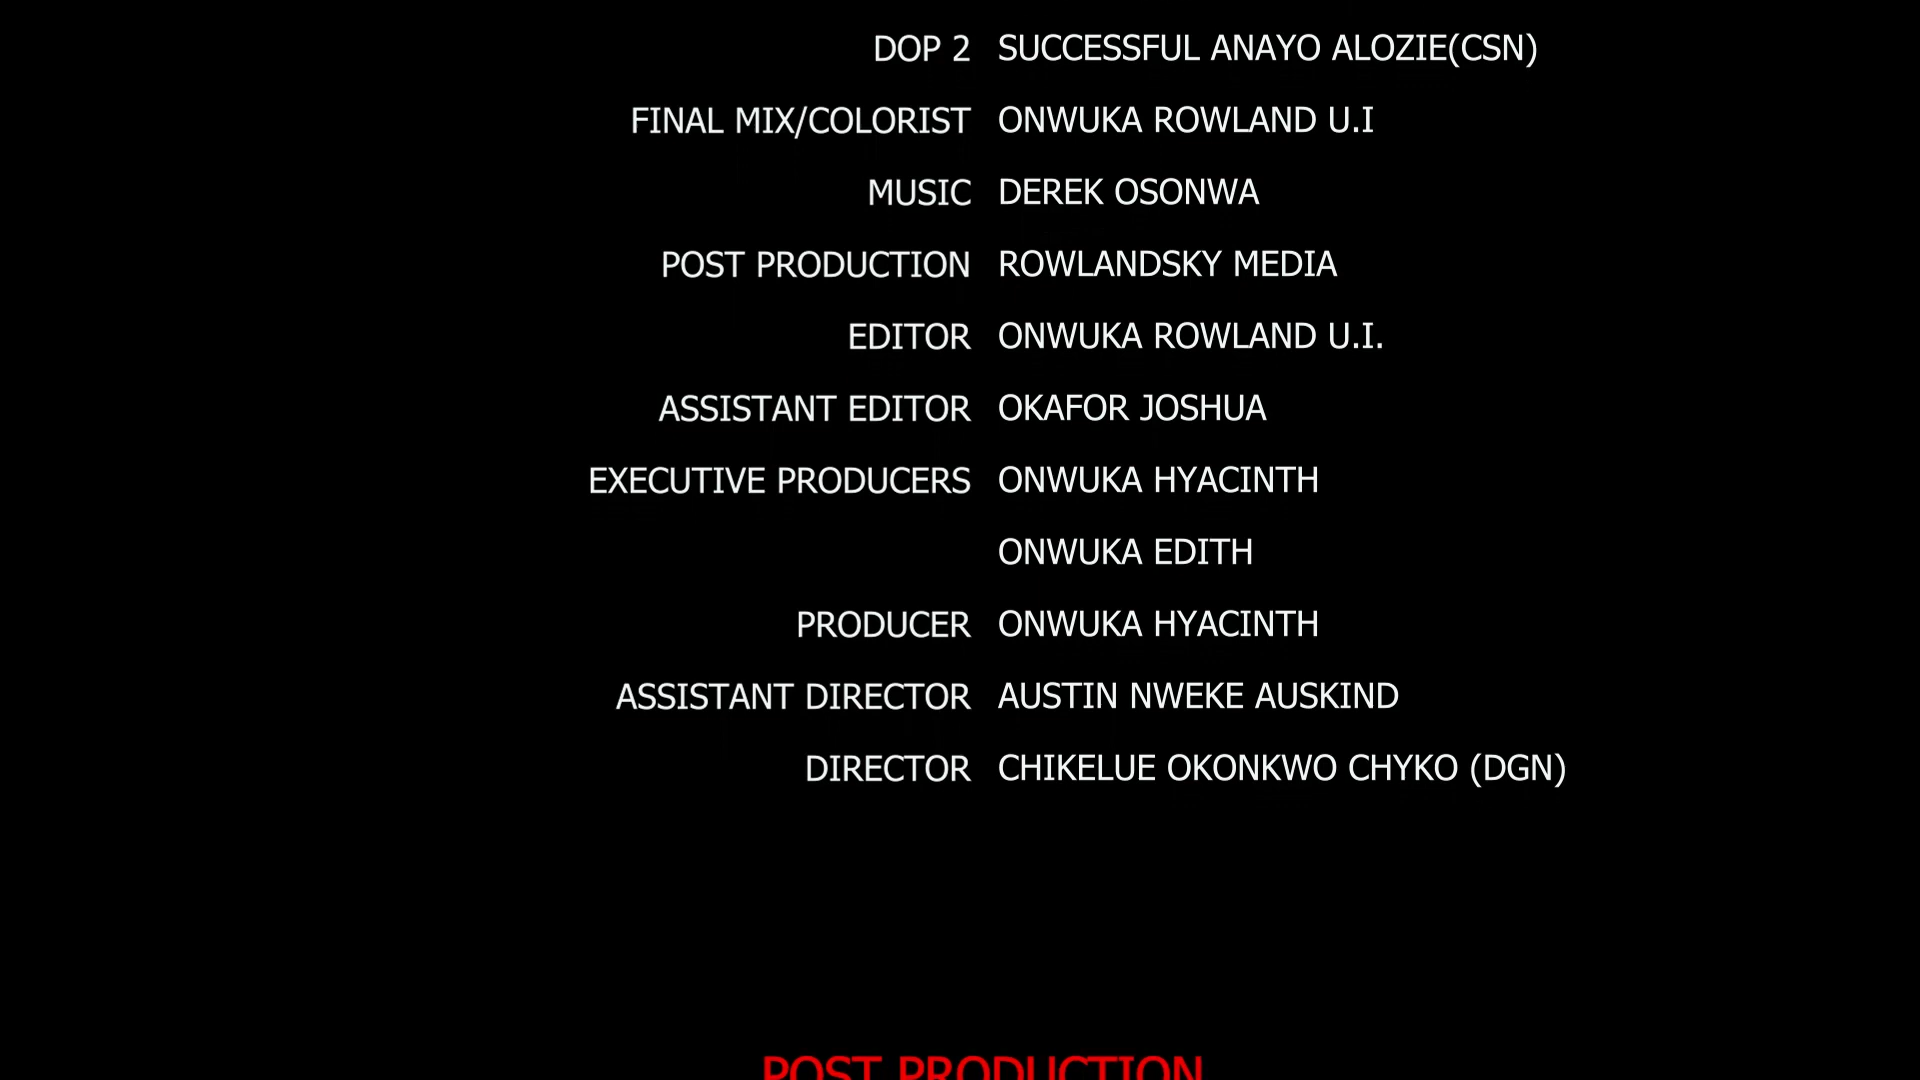 DOP 2 SUCCESSFUL ANAYO ALOZIE(CSN)
FINAL MIX/COLORIST ONWUKA ROWLAND U.I
MUSIC DEREK OSONWA
POST PRODUCTION ROWLANDSKY MEDIA
EDITOR ONWUKA ROWLAND U.I.
ASSISTANT EDITOR OKAFOR JOSHUA
EXECUTIVE PRODUCERS ONWUKA HYACINTH
ONWUKA EDITH
PRODUCER ONWUKA HYACINTH
ASSISTANT DIRECTOR AUSTIN NWEKE AUSKIND
DIRECTOR CHIKELUE OKONKWO CHYKO (DGN)
POST PRODUCTION